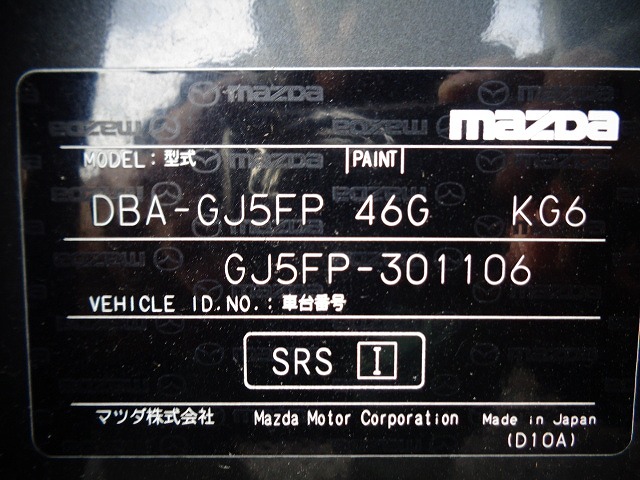 mazda
MODEL: 型式 |PAINT|
DBA-GJ5FP 46G KG6
GJ5FP-301106
VEHICLE ID.NO.: 車台番号
SRS I
マツダ株式会社 Mazda Motor Corporation Made in Japan
(D10A)